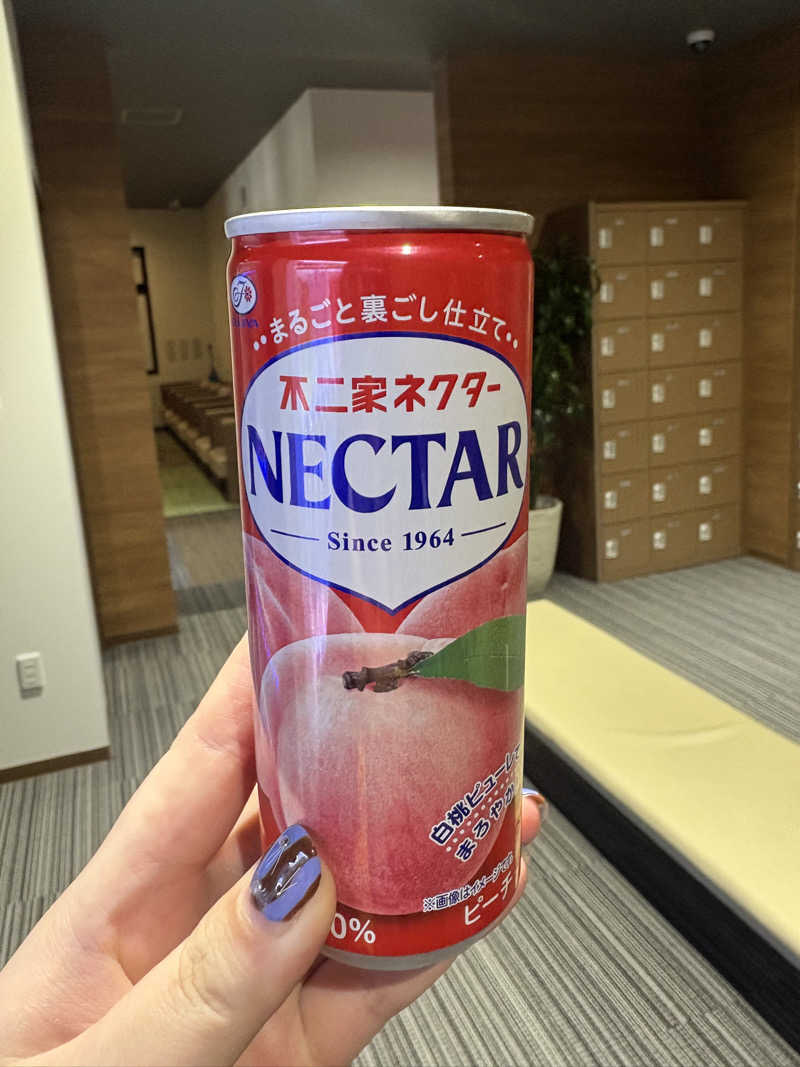 ••まるごと裏ごし仕立て••
不二家ネクター
NECTAR
Since 1964
白桃ピューレで
まろやか
※画像はイメージです
ピーチ
0%